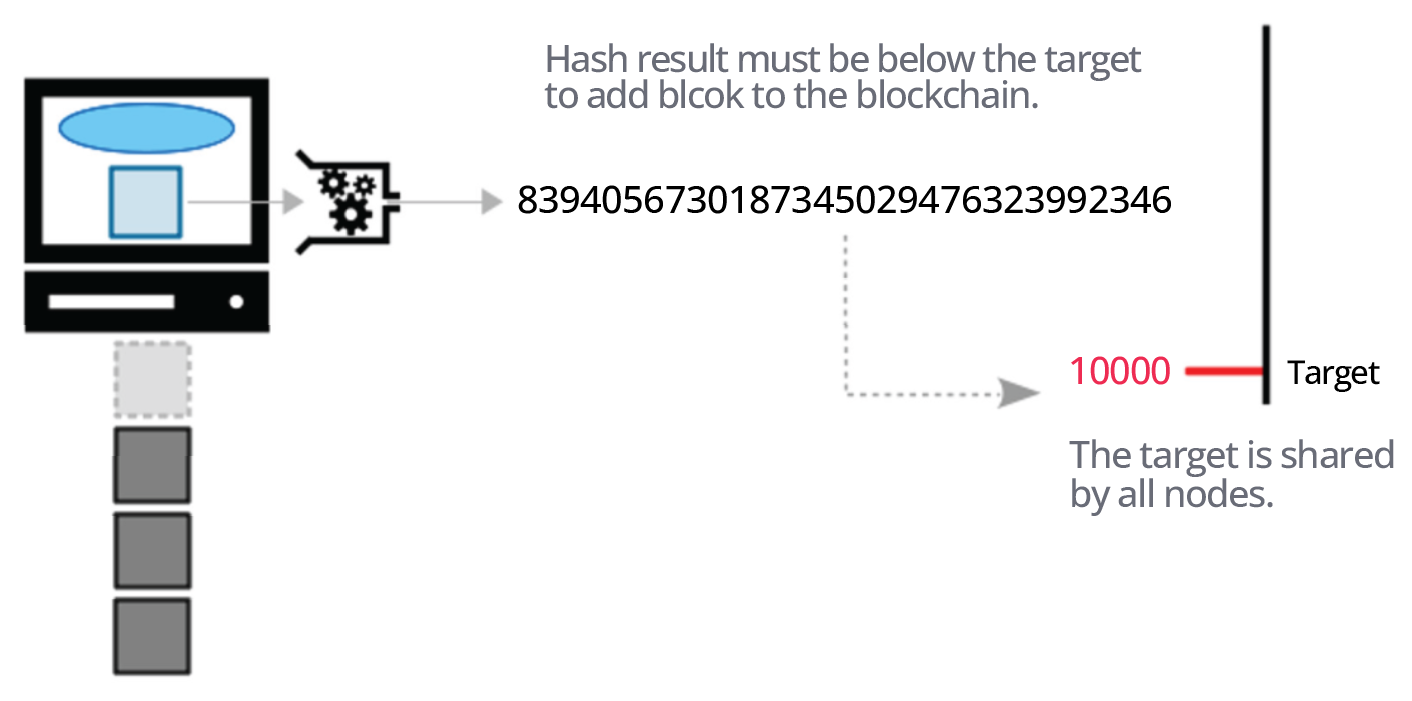 Hash result must be below the target
to add blcok to the blockchain.
8394056730187345029476323992346
10000
Target
The target is shared
by all nodes.